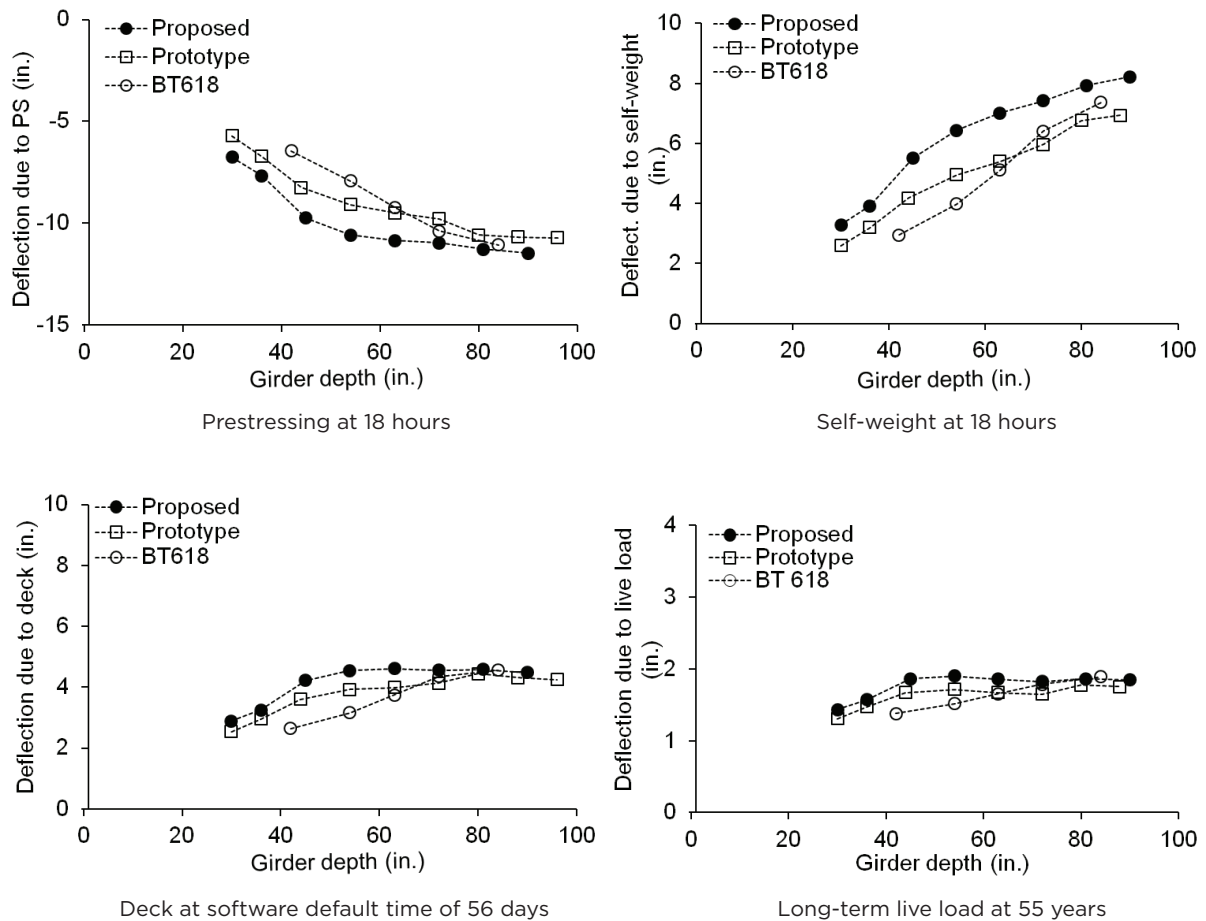 Proposed
Prototype
BT618
Deflection due to PS (in.)
0
-5
-10
-15
0 20 40 60 80 100
Girder depth (in.)
Prestressing at 18 hours
Proposed
Prototype
BT618
Deflect. due to self-weight
(in.)
10
8
6
4
2
0
0 20 40 60 80 100
Girder depth (in.)
Self-weight at 18 hours
Proposed
Prototype
BT618
Deflection due to deck (in.)
10
8
6
4
2
0
0 20 40 60 80 100
Girder depth (in.)
Deck at software default time of 56 days
Proposed
Prototype
BT 618
Deflection due to live load
(in.)
4
3
2
1
0
0 20 40 60 80 100
Girder depth (in.)
Long-term live load at 55 years